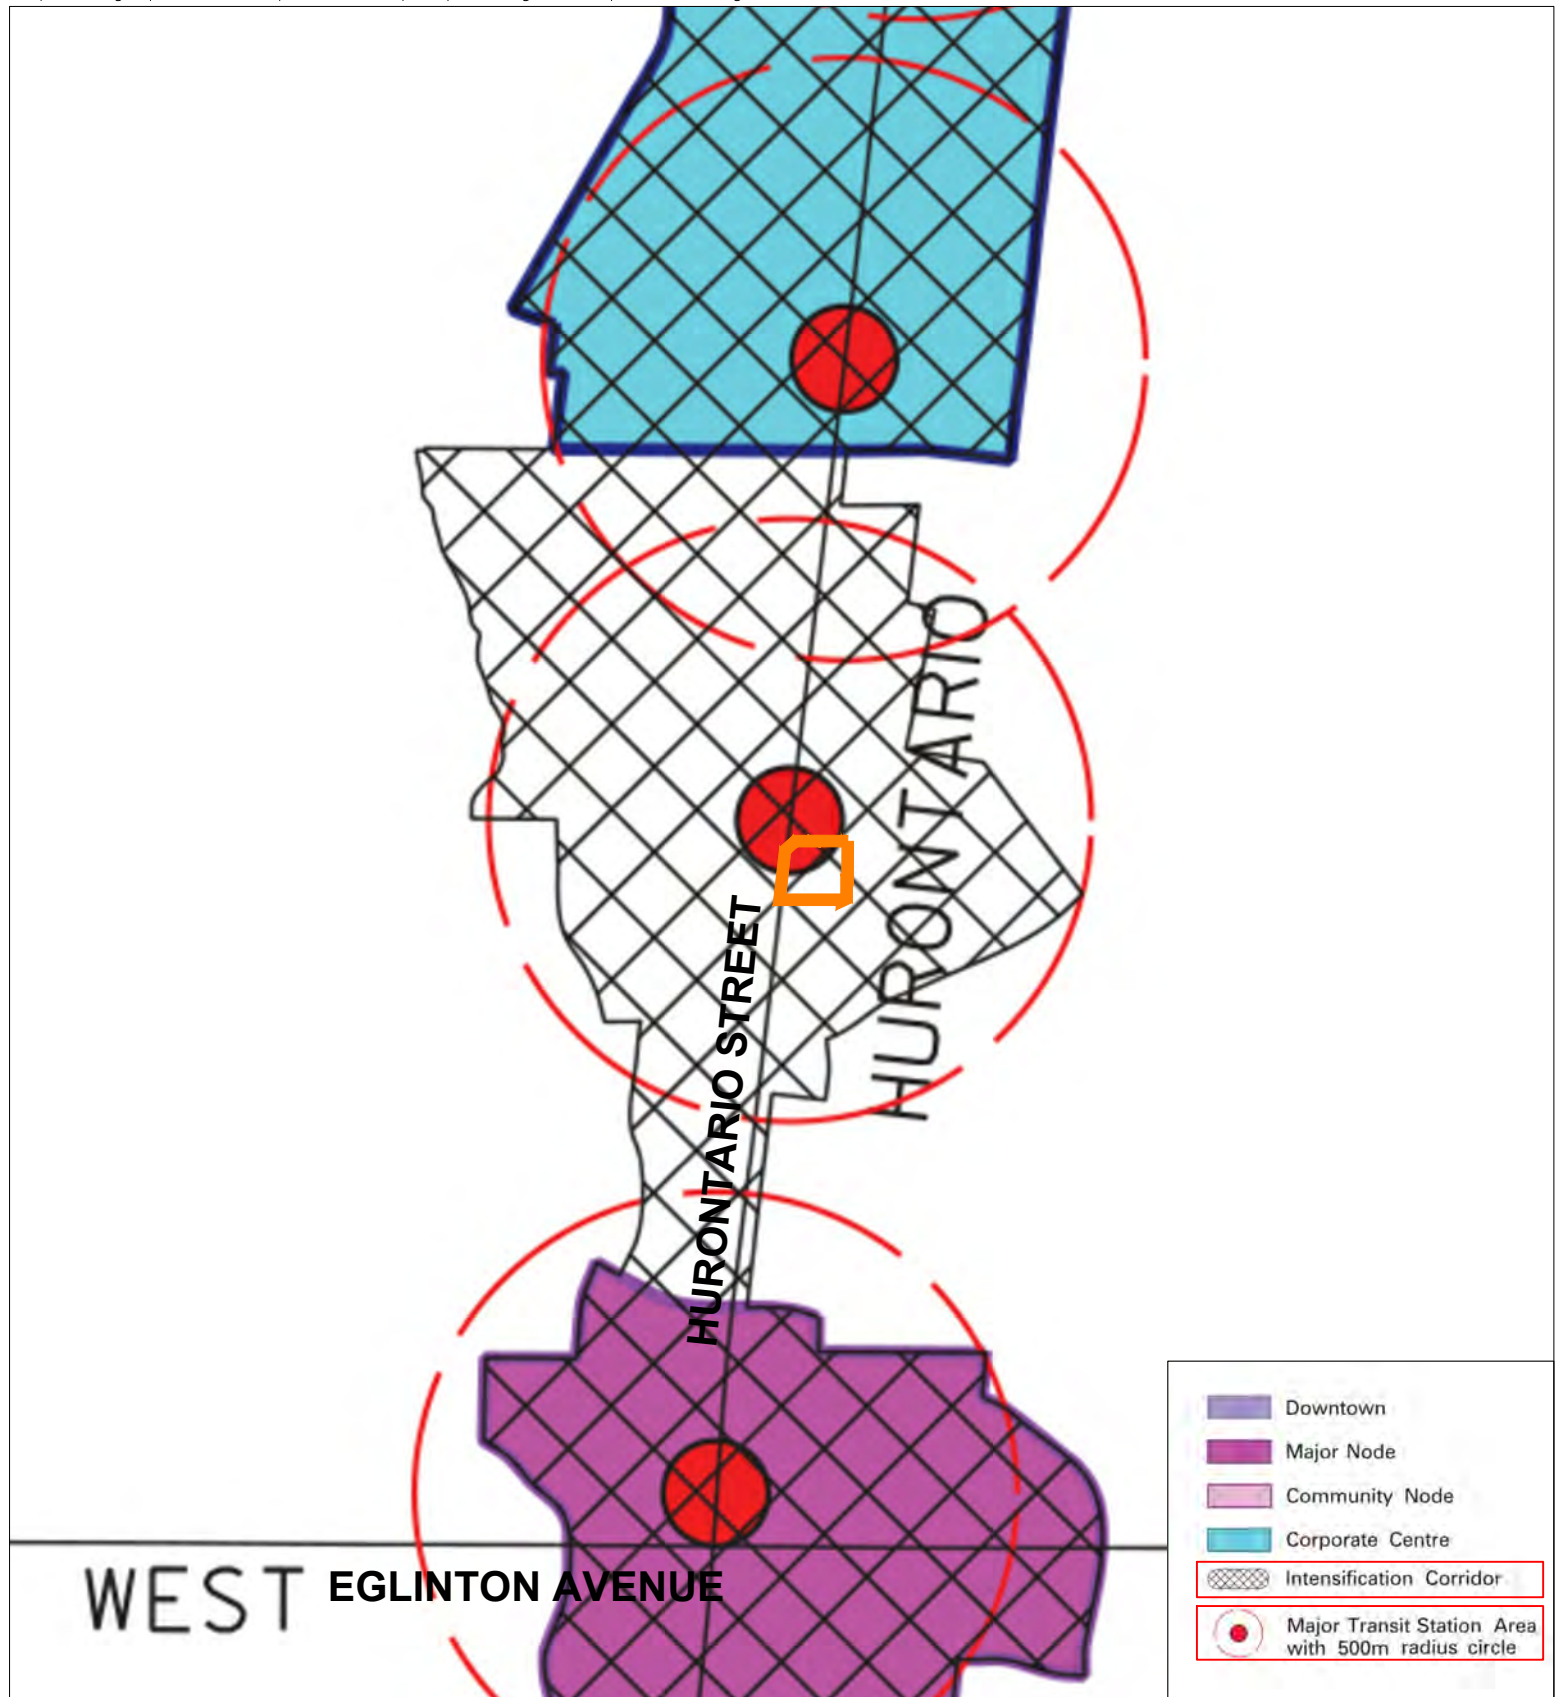 HURONTARIO
HURONTARIO STREET
WEST
EGLINTON AVENUE
Downtown
Major Node
Community Node
Corporate Centre
Intensification Corridor
Major Transit Station Area
with 500m radius circle